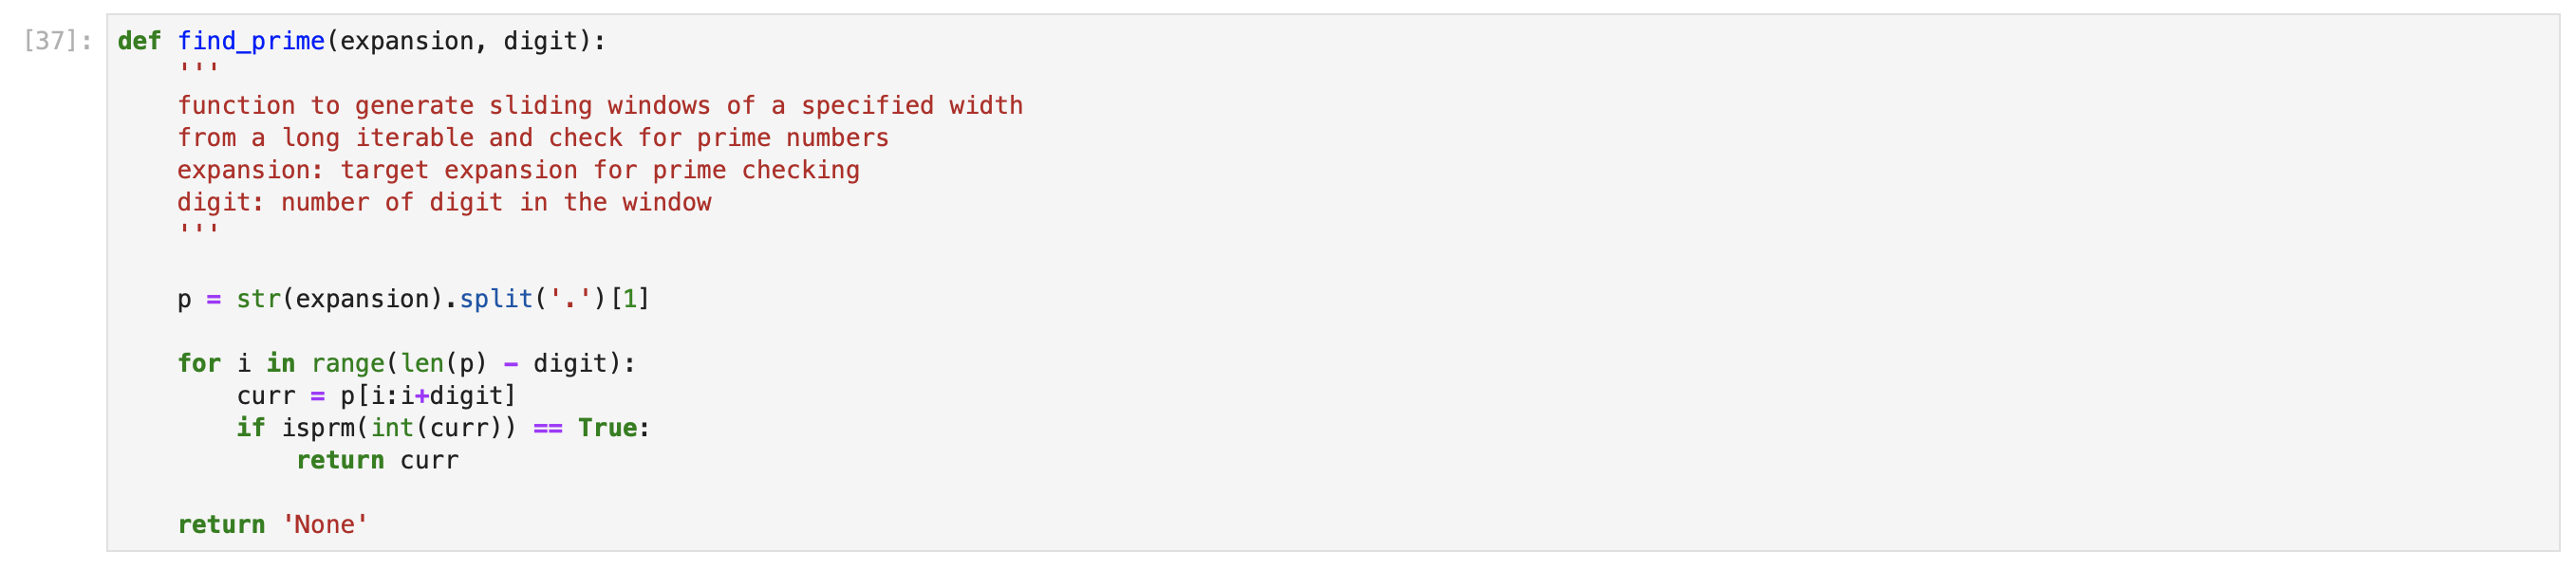 [37]: def find_prime(expansion, digit):
    '''
    function to generate sliding windows of a specified width
    from a long iterable and check for prime numbers
    expansion: target expansion for prime checking
    digit: number of digit in the window
    '''

    p = str(expansion).split('.')[1]

    for i in range(len(p) - digit):
        curr = p[i:i+digit]
        if isprm(int(curr)) == True:
            return curr

    return 'None'